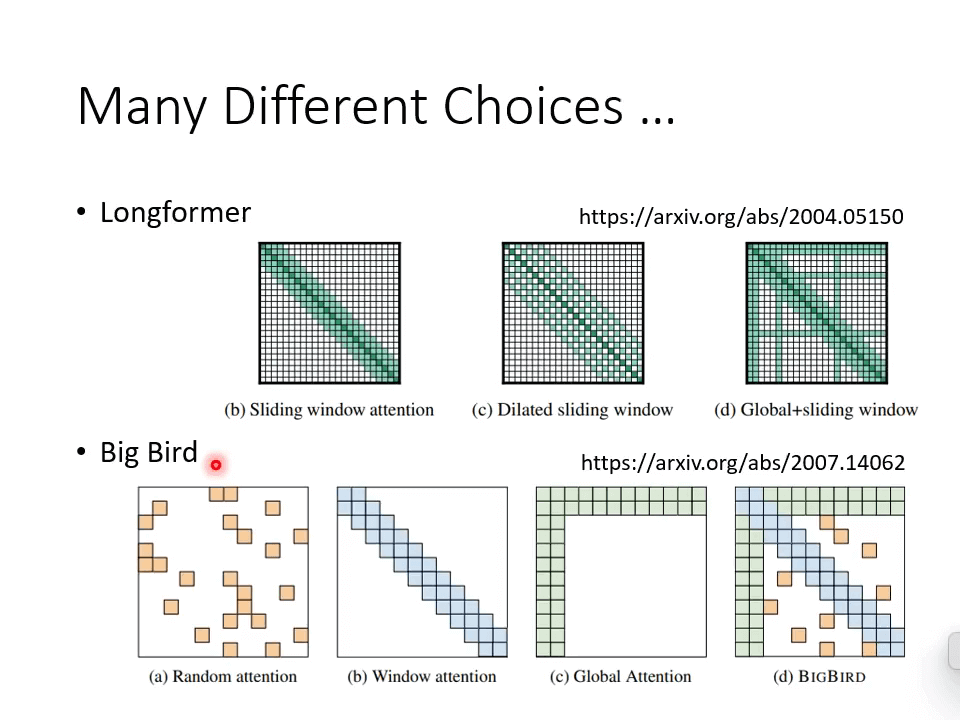 Many Different Choices …
• Longformer
https://arxiv.org/abs/2004.05150
(b) Sliding window attention
(c) Dilated sliding window
(d) Global+sliding window
• Big Bird
https://arxiv.org/abs/2007.14062
(a) Random attention
(b) Window attention
(c) Global Attention
(d) BIGBIRD